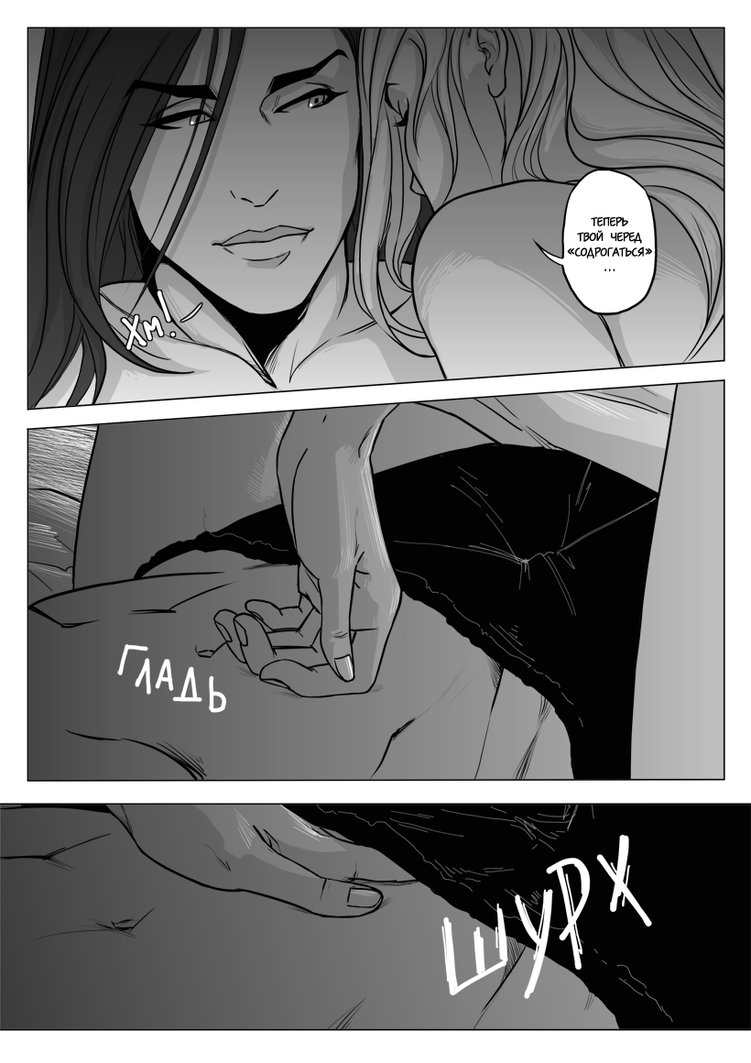 ТЕПЕРЬ
ТВОЙ ЧЕРЕД
«СОДРОГАТЬСЯ»
...
ХМ!
ГЛАДЬ
ШУРХ